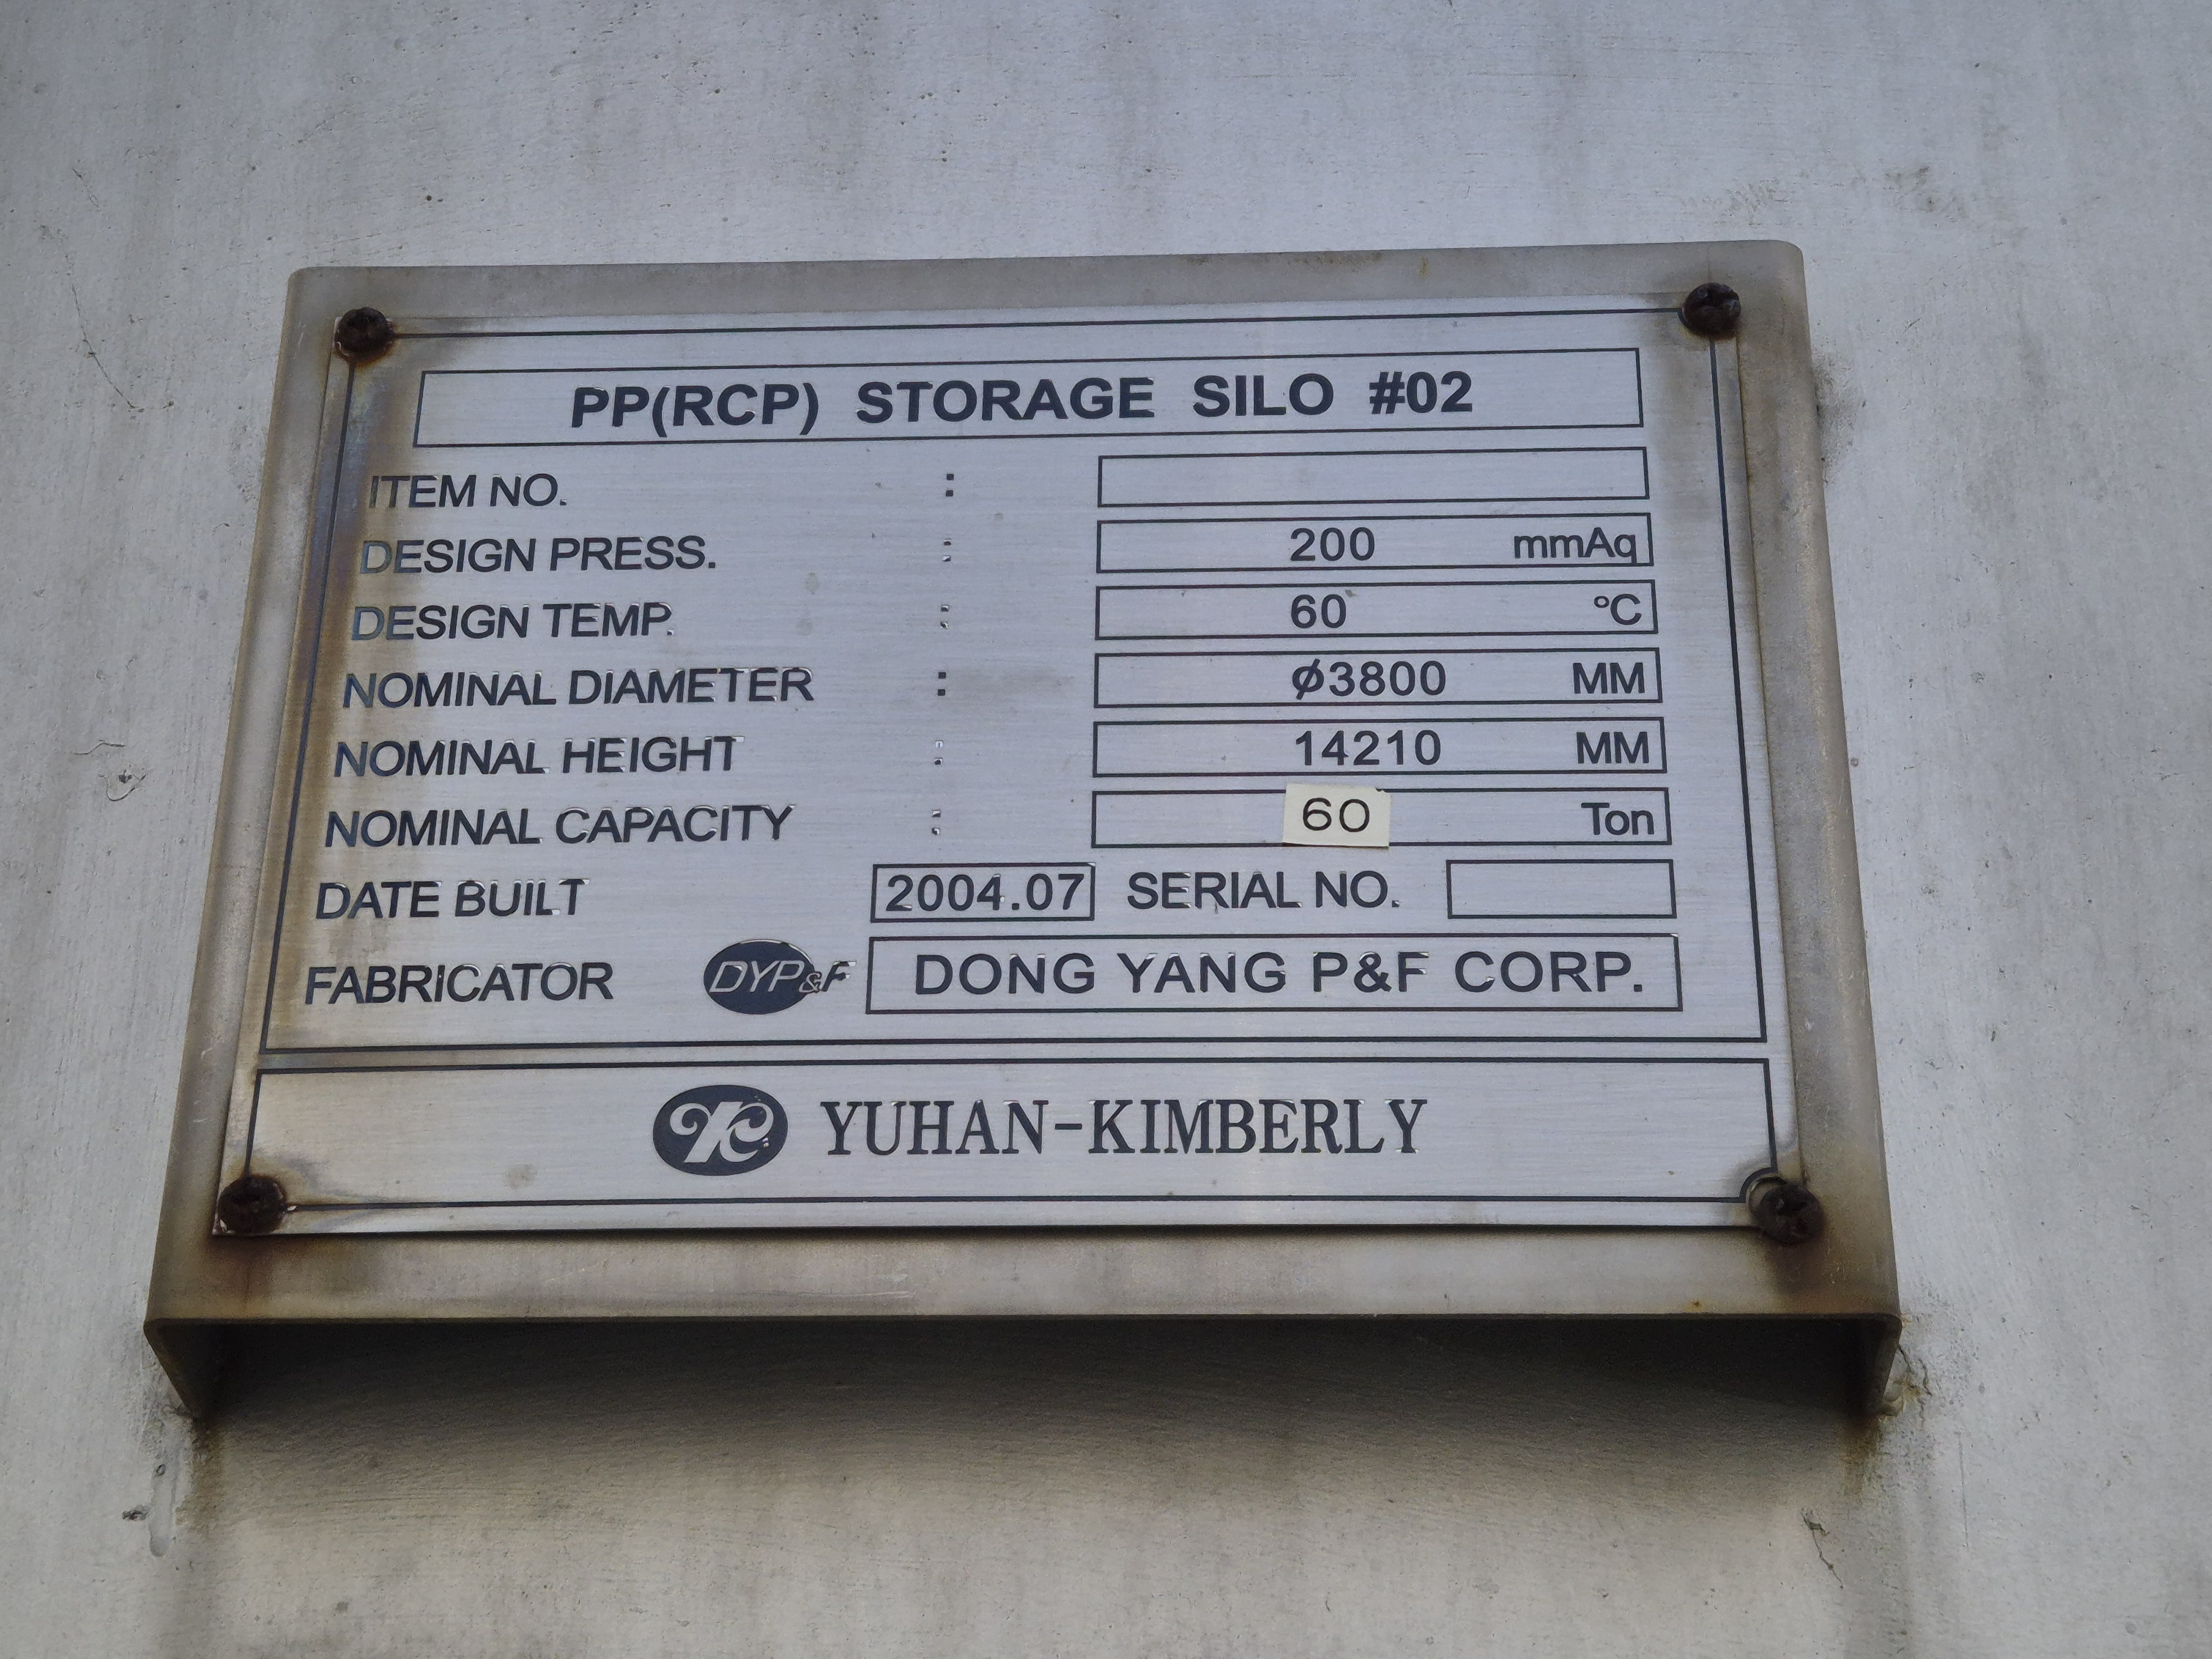 PP(RCP) STORAGE SILO #02
ITEM NO. :
DESIGN PRESS. : 200 mmAq
DESIGN TEMP. : 60 °C
NOMINAL DIAMETER : ø3800 MM
NOMINAL HEIGHT : 14210 MM
NOMINAL CAPACITY : 60 Ton
DATE BUILT 2004.07 SERIAL NO.
FABRICATOR DYP&F DONG YANG P&F CORP.
YK YUHAN-KIMBERLY